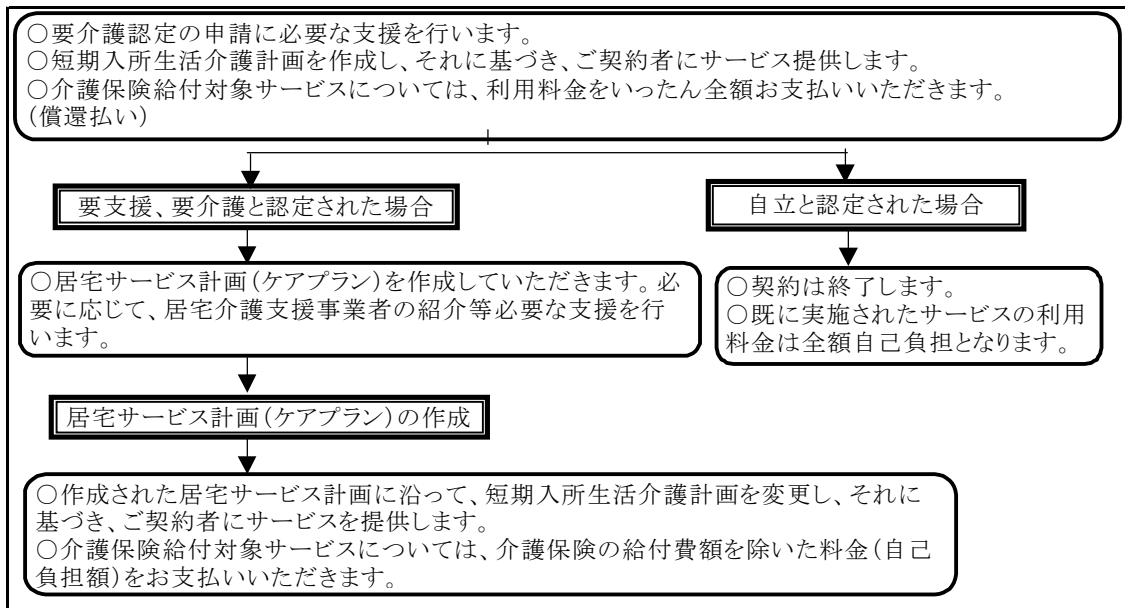 ○要介護認定の申請に必要な支援を行います。
○短期入所生活介護計画を作成し、それに基づき、ご契約者にサービス提供します。
○介護保険給付対象サービスについては、利用料金をいったん全額お支払いいただきます。
(償還払い)
要支援、要介護と認定された場合
自立と認定された場合
○居宅サービス計画(ケアプラン)を作成していただきます。必
要に応じて、居宅介護支援事業者の紹介等必要な支援を行
います。
○契約は終了します。
○既に実施されたサービスの利用
料金は全額自己負担となります。
居宅サービス計画(ケアプラン)の作成
○作成された居宅サービス計画に沿って、短期入所生活介護計画を変更し、それに
基づき、ご契約者にサービスを提供します。
○介護保険給付対象サービスについては、介護保険の給付費額を除いた料金(自己
負担額)をお支払いいただきます。